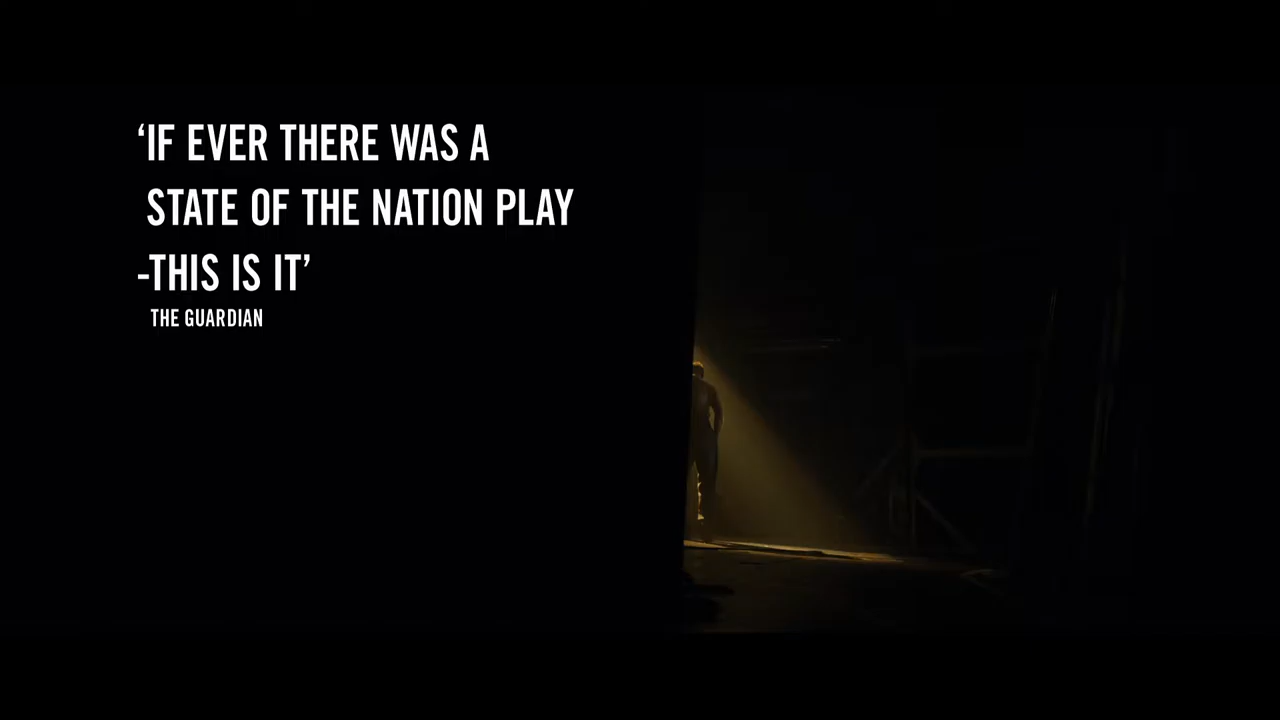 ‘IF EVER THERE WAS A
STATE OF THE NATION PLAY
-THIS IS IT’
THE GUARDIAN